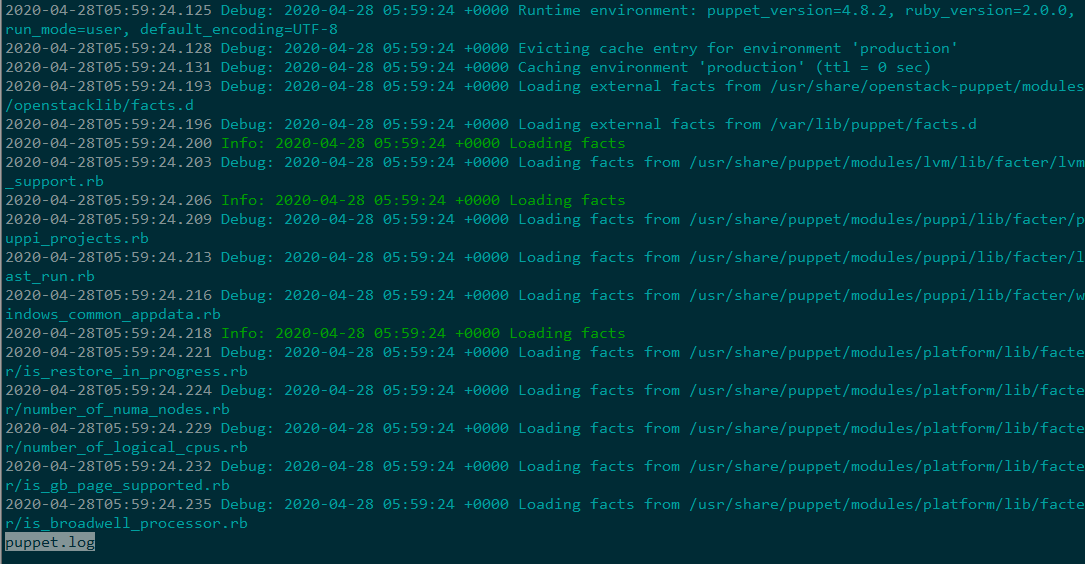 2020-04-28T05:59:24.125 Debug: 2020-04-28 05:59:24 +0000 Runtime environment: puppet_version=4.8.2, ruby_version=2.0.0,
run_mode=user, default_encoding=UTF-8
2020-04-28T05:59:24.128 Debug: 2020-04-28 05:59:24 +0000 Evicting cache entry for environment 'production'
2020-04-28T05:59:24.131 Debug: 2020-04-28 05:59:24 +0000 Caching environment 'production' (ttl = 0 sec)
2020-04-28T05:59:24.193 Debug: 2020-04-28 05:59:24 +0000 Loading external facts from /usr/share/openstack-puppet/modules
/openstacklib/facts.d
2020-04-28T05:59:24.196 Debug: 2020-04-28 05:59:24 +0000 Loading external facts from /var/lib/puppet/facts.d
2020-04-28T05:59:24.200 Info: 2020-04-28 05:59:24 +0000 Loading facts
2020-04-28T05:59:24.203 Debug: 2020-04-28 05:59:24 +0000 Loading facts from /usr/share/puppet/modules/lvm/lib/facter/lvm
_support.rb
2020-04-28T05:59:24.206 Info: 2020-04-28 05:59:24 +0000 Loading facts
2020-04-28T05:59:24.209 Debug: 2020-04-28 05:59:24 +0000 Loading facts from /usr/share/puppet/modules/puppi/lib/facter/p
uppi_projects.rb
2020-04-28T05:59:24.213 Debug: 2020-04-28 05:59:24 +0000 Loading facts from /usr/share/puppet/modules/puppi/lib/facter/l
ast_run.rb
2020-04-28T05:59:24.216 Debug: 2020-04-28 05:59:24 +0000 Loading facts from /usr/share/puppet/modules/puppi/lib/facter/w
indows_common_appdata.rb
2020-04-28T05:59:24.218 Info: 2020-04-28 05:59:24 +0000 Loading facts
2020-04-28T05:59:24.221 Debug: 2020-04-28 05:59:24 +0000 Loading facts from /usr/share/puppet/modules/platform/lib/facte
r/is_restore_in_progress.rb
2020-04-28T05:59:24.224 Debug: 2020-04-28 05:59:24 +0000 Loading facts from /usr/share/puppet/modules/platform/lib/facte
r/number_of_numa_nodes.rb
2020-04-28T05:59:24.229 Debug: 2020-04-28 05:59:24 +0000 Loading facts from /usr/share/puppet/modules/platform/lib/facte
r/number_of_logical_cpus.rb
2020-04-28T05:59:24.232 Debug: 2020-04-28 05:59:24 +0000 Loading facts from /usr/share/puppet/modules/platform/lib/facte
r/is_gb_page_supported.rb
2020-04-28T05:59:24.235 Debug: 2020-04-28 05:59:24 +0000 Loading facts from /usr/share/puppet/modules/platform/lib/facte
r/is_broadwell_processor.rb
puppet.log